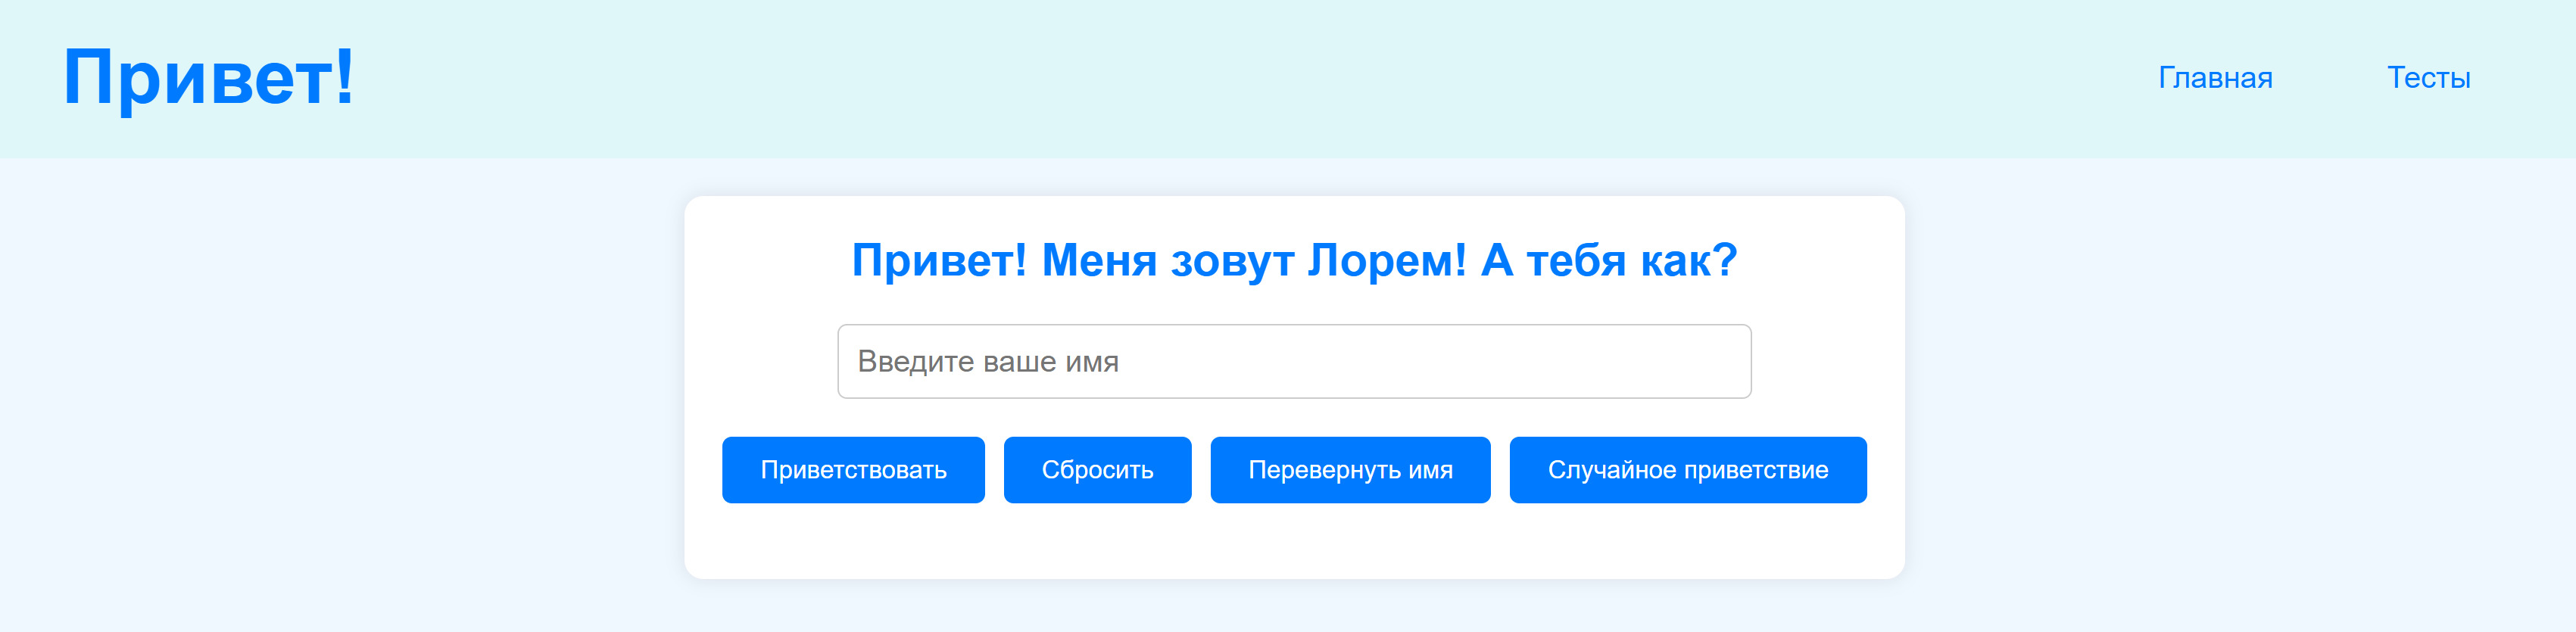 Привет!
Главная Тесты
Привет! Меня зовут Лорем! А тебя как?
Введите ваше имя
Приветствовать Сбросить Перевернуть имя Случайное приветствие